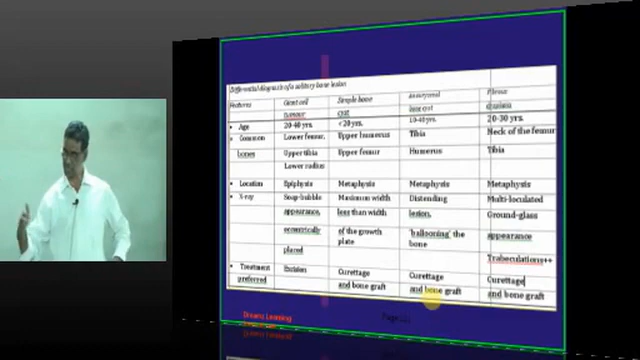 Differential diagnosis of a solitary bone lesion
Features Giant cell tumour Simple bone cyst Aneurysmal bone cyst Fibrous
Age 20-40 yrs. <20 yrs. 10-40 yrs. 20-30 yrs.
Common bones Lower femur, Upper humerus Tibia Neck of the femur
Upper tibia Upper femur Humerus Tibia
Lower radius
Location Epiphysis Metaphysis Metaphysis Metaphysis
X-ray Soap-bubble Maximum width Distending Multi-loculated
appearance, less than width lesion, Ground-glass
eccentrically of the growth 'ballooning' the appearance
placed plate bone
Trabeculations++
Treatment Excision Curettage Curettage Curettage
preferred and bone graft and bone graft and bone graft
Dreamz Learning
Page